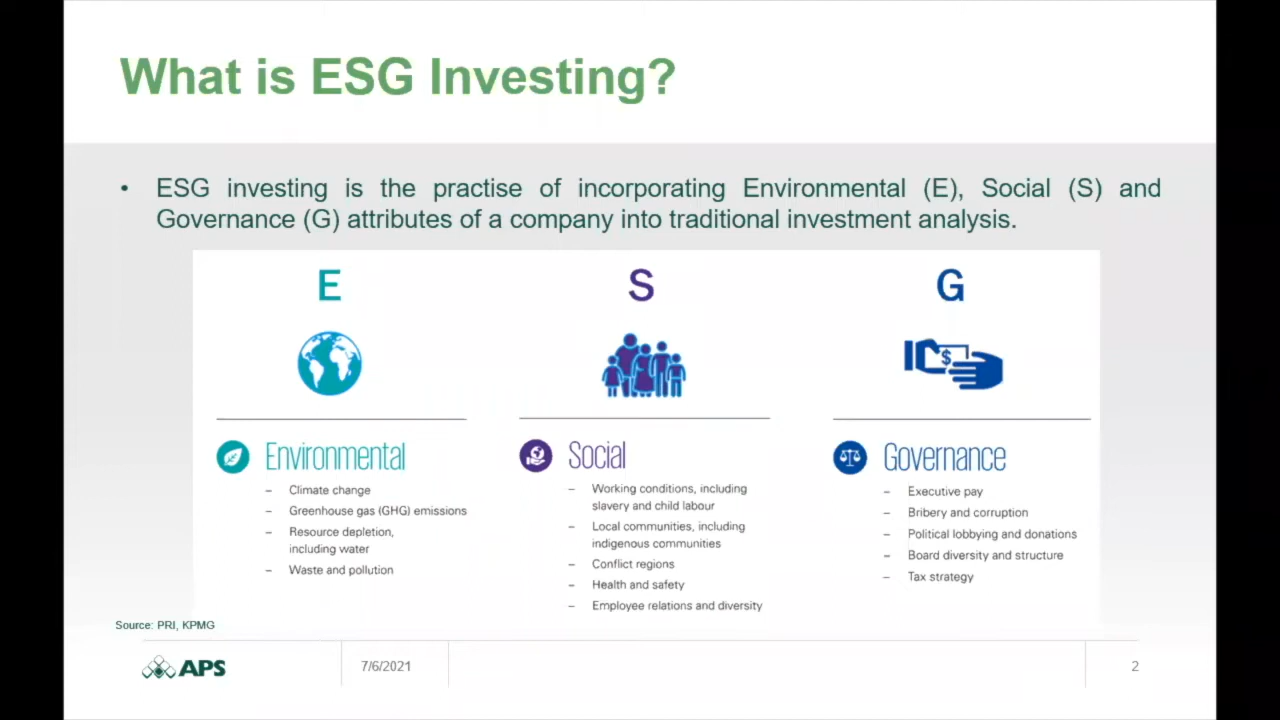 What is ESG Investing?
• ESG investing is the practise of incorporating Environmental (E), Social (S) and
Governance (G) attributes of a company into traditional investment analysis.
E
S
G
$
Environmental
– Climate change
– Greenhouse gas (GHG) emissions
– Resource depletion,
including water
– Waste and pollution
Social
– Working conditions, including
slavery and child labour
– Local communities, including
indigenous communities
– Conflict regions
– Health and safety
– Employee relations and diversity
Governance
– Executive pay
– Bribery and corruption
– Political lobbying and donations
– Board diversity and structure
– Tax strategy
Source: PRI, KPMG
APS
7/6/2021
2